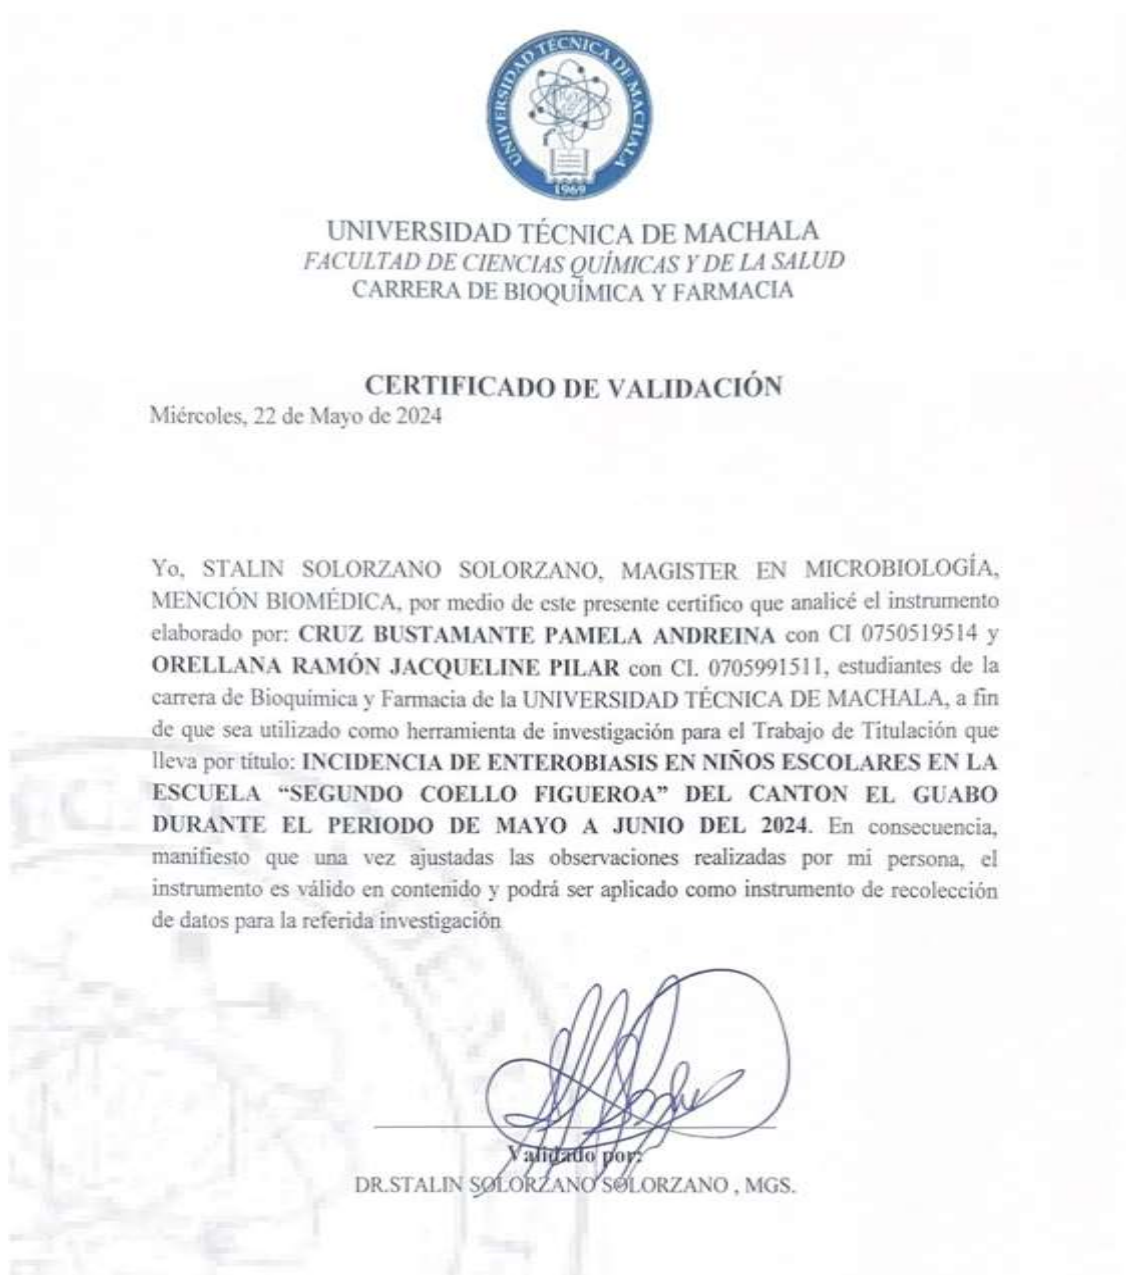 UNIVERSIDAD TÉCNICA DE MACHALA
1969
UNIVERSIDAD TÉCNICA DE MACHALA
FACULTAD DE CIENCIAS QUÍMICAS Y DE LA SALUD
CARRERA DE BIOQUÍMICA Y FARMACIA
CERTIFICADO DE VALIDACIÓN
Miércoles, 22 de Mayo de 2024
Yo, STALIN SOLORZANO SOLORZANO, MAGISTER EN MICROBIOLOGÍA,
MENCIÓN BIOMÉDICA, por medio de este presente certifico que analicé el instrumento
elaborado por: CRUZ BUSTAMANTE PAMELA ANDREINA con CI 0750519514 y
ORELLANA RAMÓN JACQUELINE PILAR con CI. 0705991511, estudiantes de la
carrera de Bioquímica y Farmacia de la UNIVERSIDAD TÉCNICA DE MACHALA, a fin
de que sea utilizado como herramienta de investigación para el Trabajo de Titulación que
lleva por título: INCIDENCIA DE ENTEROBIASIS EN NIÑOS ESCOLARES EN LA
ESCUELA “SEGUNDO COELLO FIGUEROA” DEL CANTON EL GUABO
DURANTE EL PERIODO DE MAYO A JUNIO DEL 2024. En consecuencia,
manifiesto que una vez ajustadas las observaciones realizadas por mi persona, el
instrumento es válido en contenido y podrá ser aplicado como instrumento de recolección
de datos para la referida investigación
Validado por:
DR.STALIN SOLORZANO SOLORZANO , MGS.